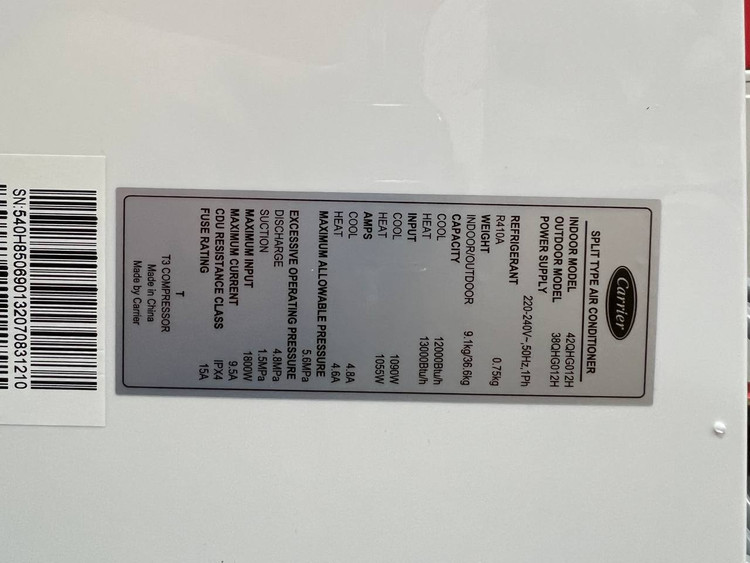 Carrier
SPLIT TYPE AIR CONDITIONER
INDOOR MODEL 42QHG012H
OUTDOOR MODEL 38QHG012H
POWER SUPPLY
220-240V~,50Hz,1Ph
REFRIGERANT
R410A 0.75kg
WEIGHT
INDOOR/OUTDOOR 9.1kg/36.6kg
CAPACITY
COOL 12000Btu/h
HEAT 13000Btu/h
INPUT
COOL 1090W
HEAT 1055W
AMPS
COOL 4.8A
HEAT 4.6A
MAXIMUM ALLOWABLE PRESSURE
5.6MPa
EXCESSIVE OPERATING PRESSURE
DISCHARGE 4.8MPa
SUCTION 1.5MPa
MAXIMUM INPUT 1800W
MAXIMUM CURRENT 9.5A
CDU RESISTANCE CLASS IPX4
FUSE RATING 15A
T
T3 COMPRESSOR
Made in China
Made by Carrier
SN:540H850690132070831210